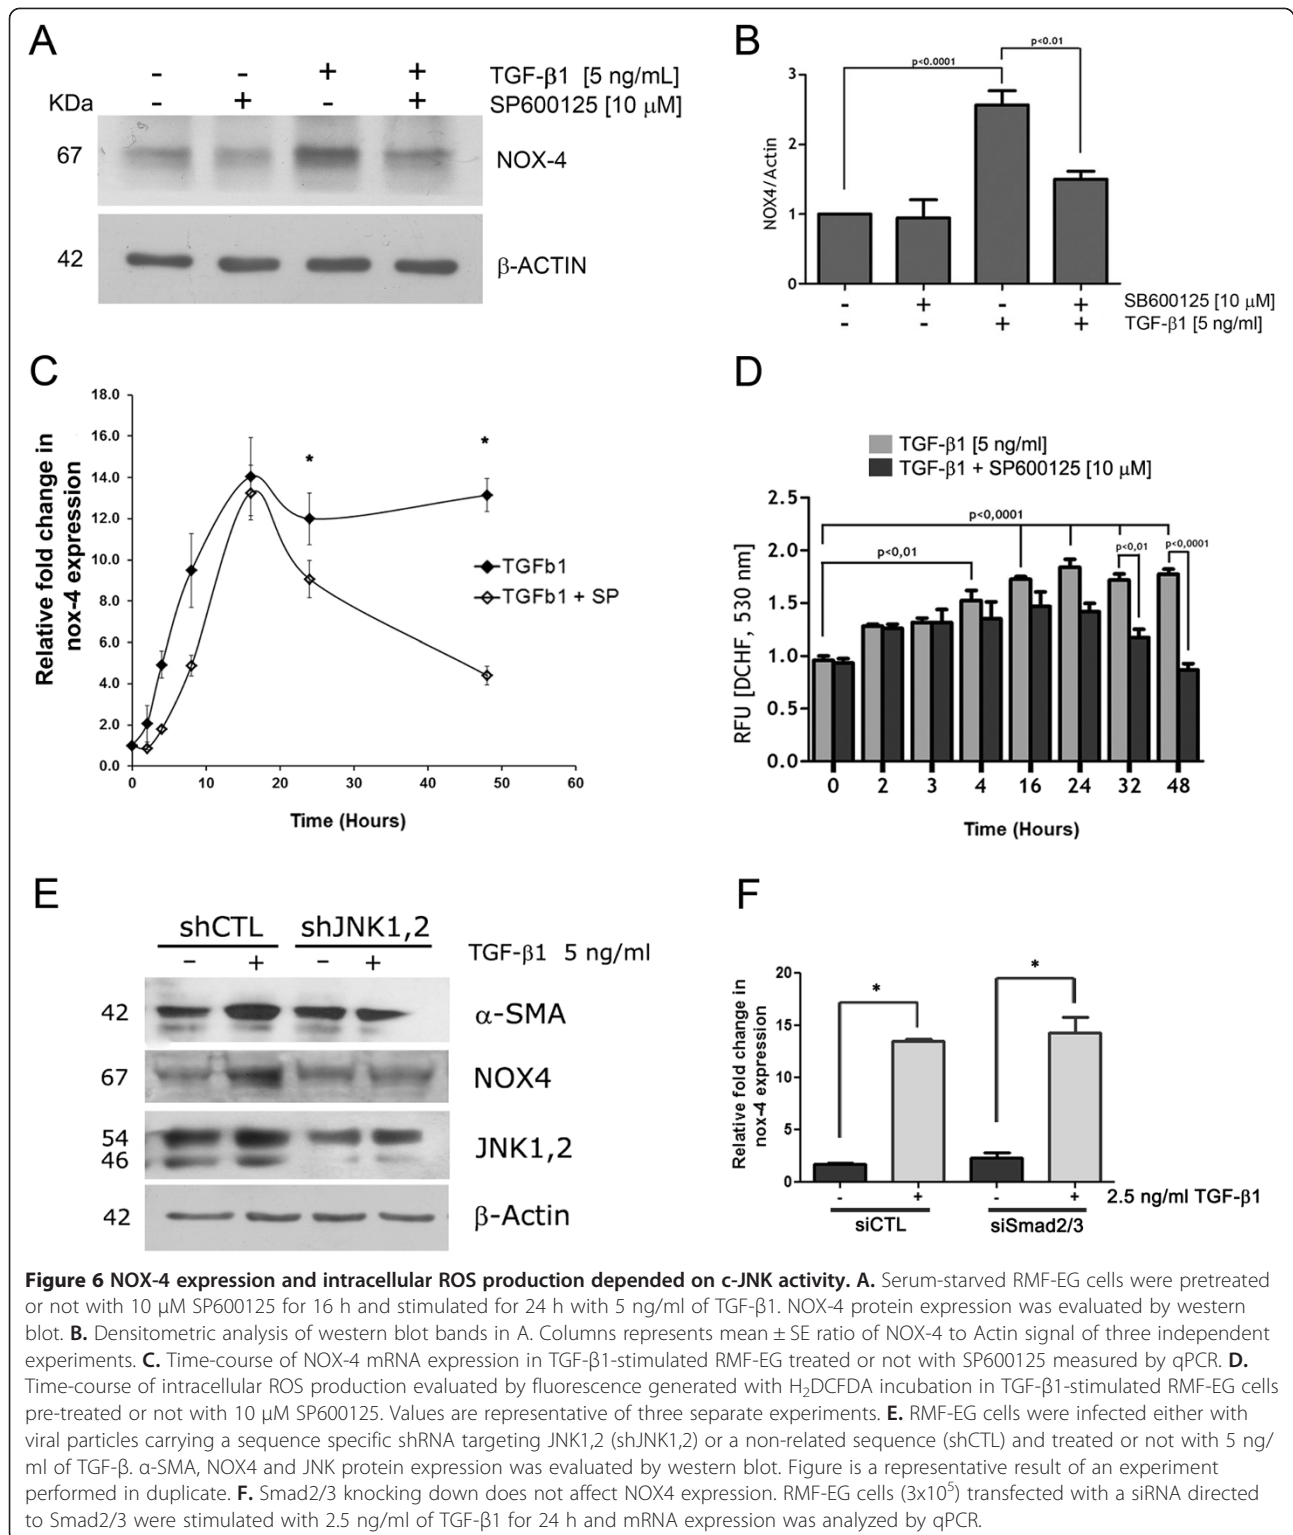 A
- - + + TGF-β1 [5 ng/mL]
KDa - + - + SP600125 [10 µM]
67 NOX-4
42 β-ACTIN
B
p<0.01
p<0.0001
NOX4/Actin
3
2
1
0
- + - + SB600125 [10 µM]
- - + + TGF-β1 [5 ng/ml]
C
Relative fold change in
nox-4 expression
18.0
16.0
14.0
12.0
10.0
8.0
6.0
4.0
2.0
0.0
* *
TGFb1
TGFb1 + SP
0 10 20 30 40 50 60
Time (Hours)
D
TGF-β1 [5 ng/ml]
TGF-β1 + SP600125 [10 µM]
RFU [DCHF, 530 nm]
2.5
2.0
1.5
1.0
0.5
0.0
p<0,0001
p<0,01
p<0,01
p<0,0001
0 2 3 4 16 24 32 48
Time (Hours)
E
shCTL shJNK1,2
− + − + TGF-β1 5 ng/ml
42 α-SMA
67 NOX4
54
46 JNK1,2
42 β-Actin
F
Relative fold change in
nox-4 expression
20
15
10
5
0
* *
- + - + 2.5 ng/ml TGF-β1
siCTL siSmad2/3
Figure 6 NOX-4 expression and intracellular ROS production depended on c-JNK activity. A. Serum-starved RMF-EG cells were pretreated
or not with 10 µM SP600125 for 16 h and stimulated for 24 h with 5 ng/ml of TGF-β1. NOX-4 protein expression was evaluated by western
blot. B. Densitometric analysis of western blot bands in A. Columns represents mean ± SE ratio of NOX-4 to Actin signal of three independent
experiments. C. Time-course of NOX-4 mRNA expression in TGF-β1-stimulated RMF-EG treated or not with SP600125 measured by qPCR. D.
Time-course of intracellular ROS production evaluated by fluorescence generated with H₂DCFDA incubation in TGF-β1-stimulated RMF-EG cells
pre-treated or not with 10 µM SP600125. Values are representative of three separate experiments. E. RMF-EG cells were infected either with
viral particles carrying a sequence specific shRNA targeting JNK1,2 (shJNK1,2) or a non-related sequence (shCTL) and treated or not with 5 ng/
ml of TGF-β. α-SMA, NOX4 and JNK protein expression was evaluated by western blot. Figure is a representative result of an experiment
performed in duplicate. F. Smad2/3 knocking down does not affect NOX4 expression. RMF-EG cells (3x10⁵) transfected with a siRNA directed
to Smad2/3 were stimulated with 2.5 ng/ml of TGF-β1 for 24 h and mRNA expression was analyzed by qPCR.